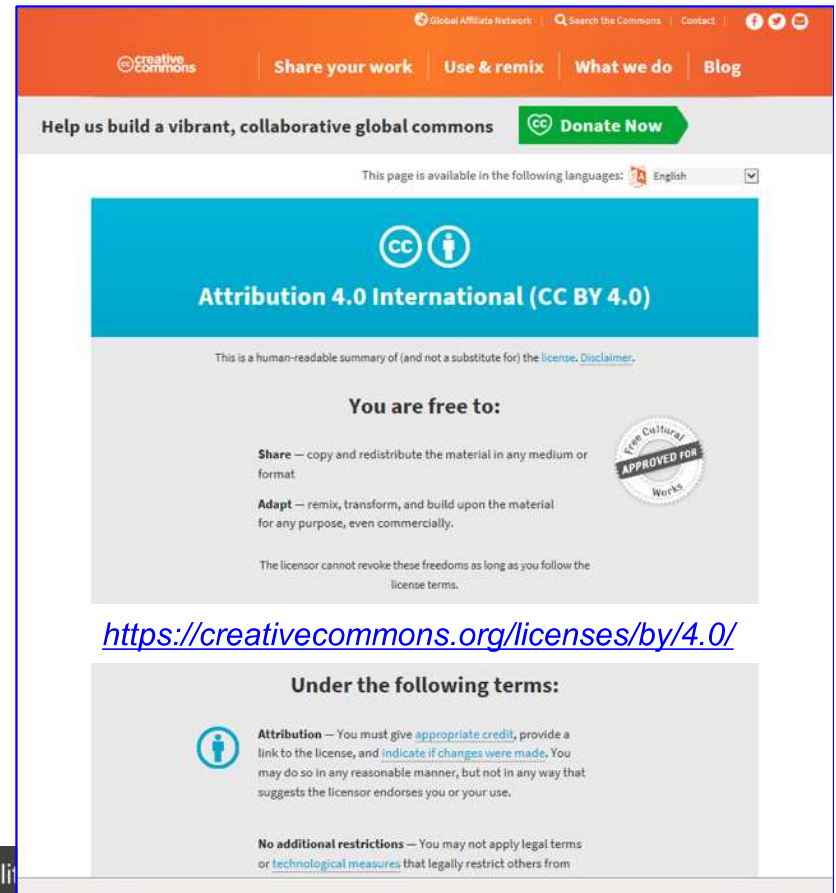 Global Affiliate Network | Search the Commons | Contact |
creative commons
Share your work | Use & remix | What we do | Blog
Help us build a vibrant, collaborative global commons
Donate Now
This page is available in the following languages: English
Attribution 4.0 International (CC BY 4.0)
This is a human-readable summary of (and not a substitute for) the license. Disclaimer.
You are free to:
Share — copy and redistribute the material in any medium or
format
Free Cultural
APPROVED FOR
Works
Adapt — remix, transform, and build upon the material
for any purpose, even commercially.
The licensor cannot revoke these freedoms as long as you follow the
license terms.
https://creativecommons.org/licenses/by/4.0/
Under the following terms:
Attribution — You must give appropriate credit, provide a
link to the license, and indicate if changes were made. You
may do so in any reasonable manner, but not in any way that
suggests the licensor endorses you or your use.
No additional restrictions — You may not apply legal terms
or technological measures that legally restrict others from